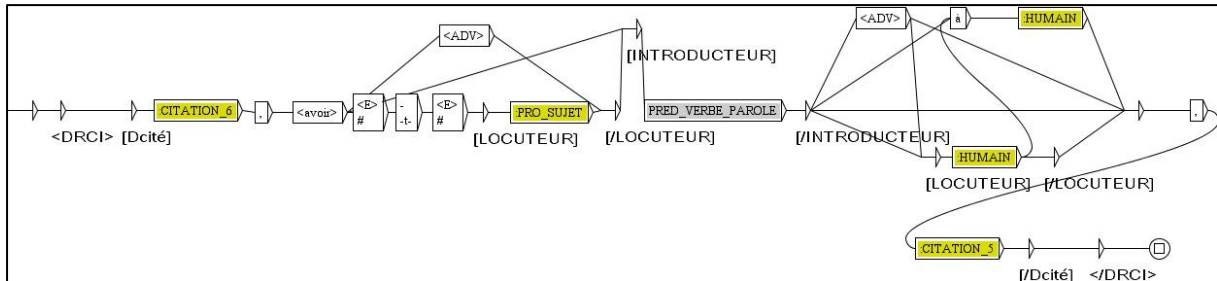 <ADV> à :HUMAIN
<ADV>
[INTRODUCTEUR]
:CITATION_6 , <avoir> <E> - <E> :PRO_SUJET PRED_VERBE_PAROLE ,
# -t- #
<DRCI> [Dcité] [LOCUTEUR] [/LOCUTEUR] [/INTRODUCTEUR]
:HUMAIN
[LOCUTEUR] [/LOCUTEUR]
:CITATION_5
[/Dcité] </DRCI>